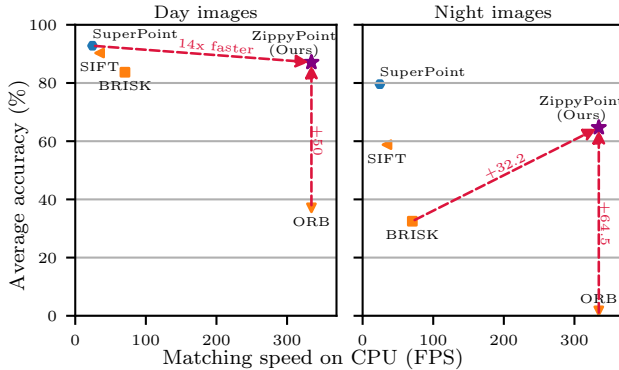 Day images
Night images
Average accuracy (%)
100
80
60
40
20
0
SuperPoint
14x faster
ZippyPoint
(Ours)
SIFT
BRISK
+50
ORB
0
100
200
300
SuperPoint
ZippyPoint
(Ours)
SIFT
+32.2
BRISK
+64.5
ORB
0
100
200
300
Matching speed on CPU (FPS)